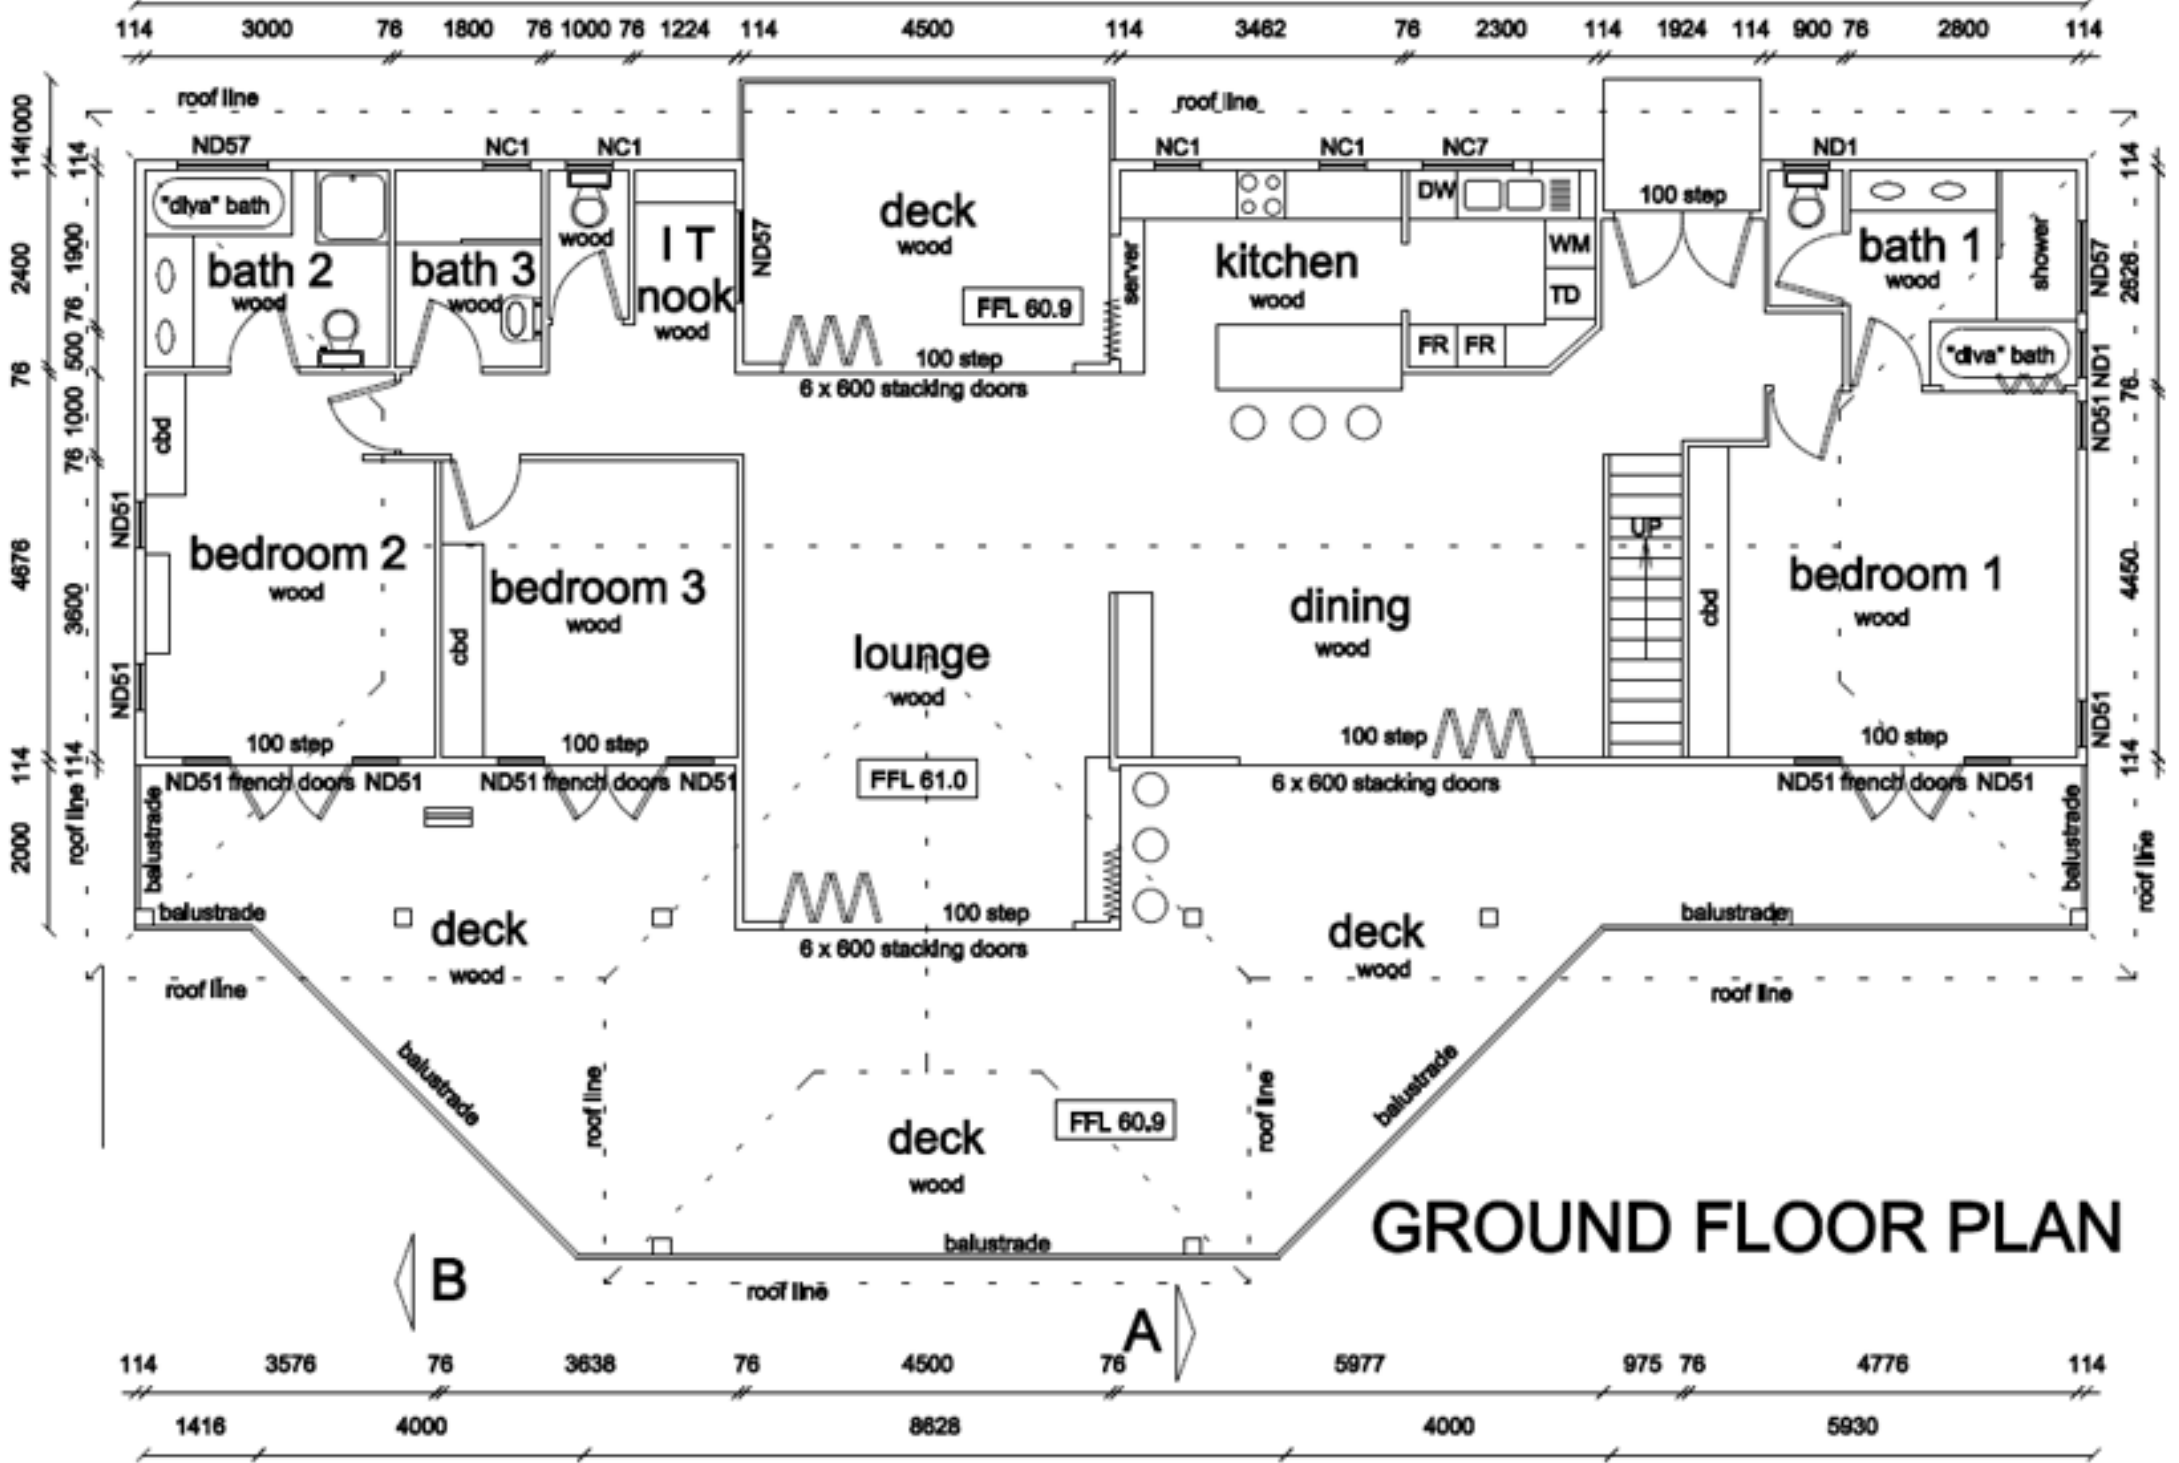 114 3000 76 1800 76 1000 76 1224 114 4500 114 3462 76 2300 114 1924 114 900 76 2800 114
roof line
roof line
ND57 NC1 NC1 NC1 NC1 NC7 ND1
1000
114
2400
76
4676
114
2000
114
1900
76
500
1000
76
3600
114
roof line
"diva" bath
bath 2
wood
bath 3
wood
wood
I T
nook
wood
ND57
deck
wood
FFL 60.9
100 step
6 x 600 stacking doors
server
kitchen
wood
DW
WM
TD
FR FR
100 step
bath 1
wood
shower
"diva" bath
114
2626
76
4450
114
ND57
ND1
ND51
ND51
cbd
ND51
ND51
bedroom 2
wood
100 step
cbd
bedroom 3
wood
100 step
lounge
wood
FFL 61.0
100 step
6 x 600 stacking doors
dining
wood
100 step
6 x 600 stacking doors
UP
cbd
bedroom 1
wood
100 step
ND51 french doors ND51
ND51 french doors ND51
ND51 french doors ND51
balustrade
balustrade
balustrade
balustrade
roof line
deck
wood
deck
wood
roof line
roof line
balustrade
balustrade
roof line
roof line
deck
wood
FFL 60.9
balustrade
roof line
GROUND FLOOR PLAN
B
A
114 3576 76 3638 76 4500 76 5977 975 76 4776 114
1416 4000 8628 4000 5930